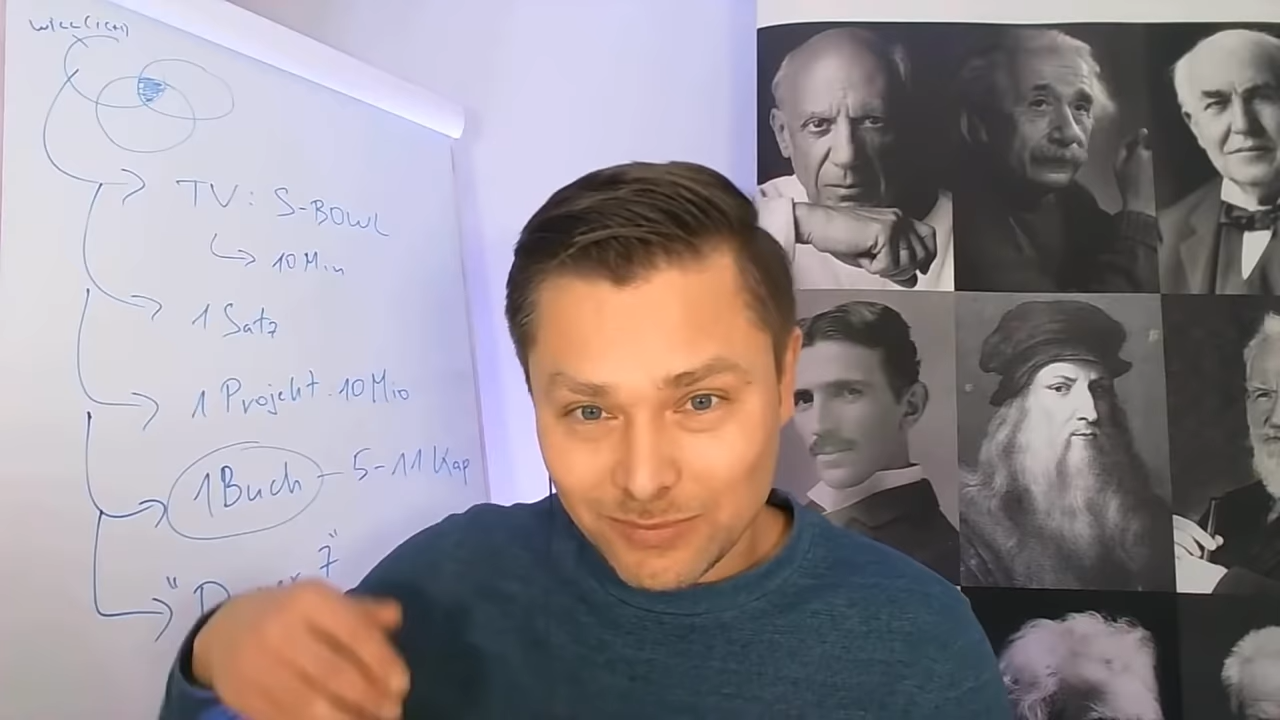 TV: S-BOWL
↳ 10 Min
1 Satz
1 Projekt. 10 Mio
1 Buch - 5-11 Kap